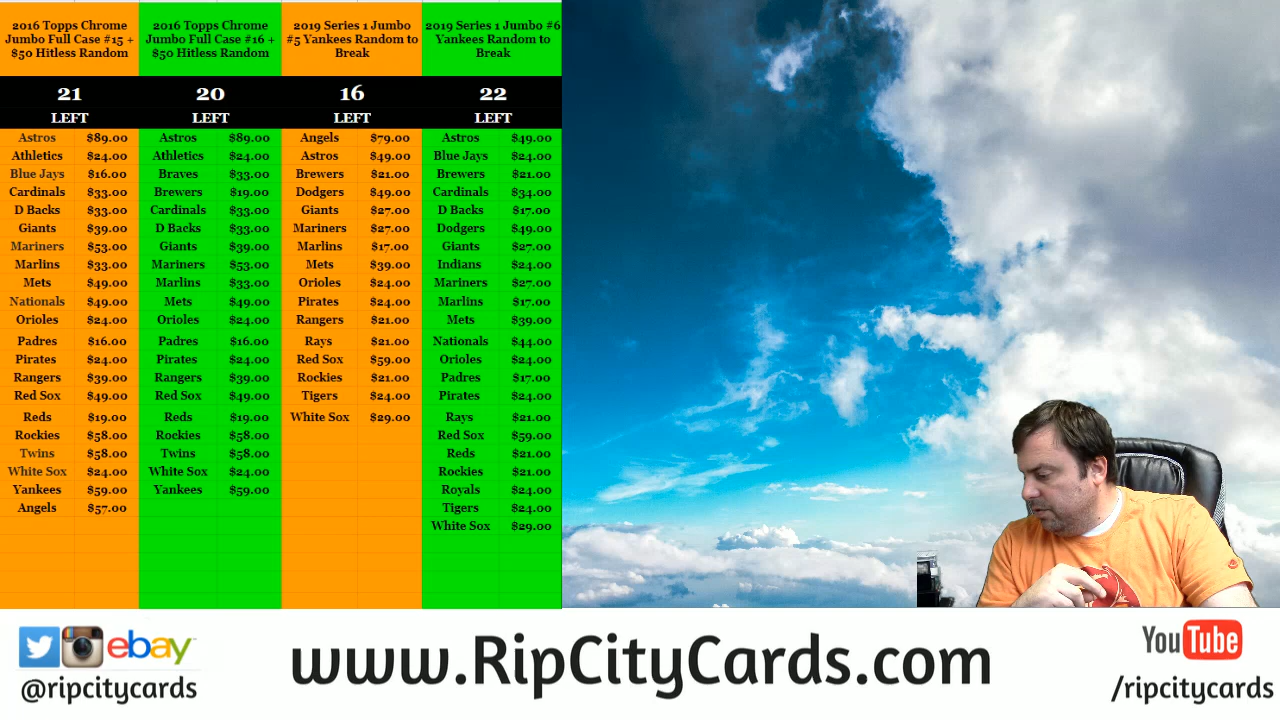 2016 Topps Chrome Jumbo Full Case #15 + $50 Hitless Random
21
LEFT
Astros $89.00
Athletics $24.00
Blue Jays $16.00
Cardinals $33.00
D Backs $33.00
Giants $39.00
Mariners $53.00
Marlins $33.00
Mets $49.00
Nationals $49.00
Orioles $24.00
Padres $16.00
Pirates $24.00
Rangers $39.00
Red Sox $49.00
Reds $19.00
Rockies $58.00
Twins $58.00
White Sox $24.00
Yankees $59.00
Angels $57.00
2016 Topps Chrome Jumbo Full Case #16 + $50 Hitless Random
20
LEFT
Astros $89.00
Athletics $24.00
Braves $33.00
Brewers $19.00
Cardinals $33.00
D Backs $33.00
Giants $39.00
Mariners $53.00
Marlins $33.00
Mets $49.00
Orioles $24.00
Padres $16.00
Pirates $24.00
Rangers $39.00
Red Sox $49.00
Reds $19.00
Rockies $58.00
Twins $58.00
White Sox $24.00
Yankees $59.00
2019 Series 1 Jumbo #5 Yankees Random to Break
16
LEFT
Angels $79.00
Astros $49.00
Brewers $21.00
Dodgers $49.00
Giants $27.00
Mariners $27.00
Marlins $17.00
Mets $39.00
Orioles $24.00
Pirates $24.00
Rangers $21.00
Rays $21.00
Red Sox $59.00
Rockies $21.00
Tigers $24.00
White Sox $29.00
2019 Series 1 Jumbo #6 Yankees Random to Break
22
LEFT
Astros $49.00
Blue Jays $24.00
Brewers $21.00
Cardinals $34.00
D Backs $17.00
Dodgers $49.00
Giants $27.00
Indians $24.00
Mariners $27.00
Marlins $17.00
Mets $39.00
Nationals $44.00
Orioles $24.00
Padres $17.00
Pirates $24.00
Rays $21.00
Red Sox $59.00
Reds $21.00
Rockies $21.00
Royals $24.00
Tigers $24.00
White Sox $29.00
ebay
@ripcitycards
www.RipCityCards.com
YouTube
/ripcitycards